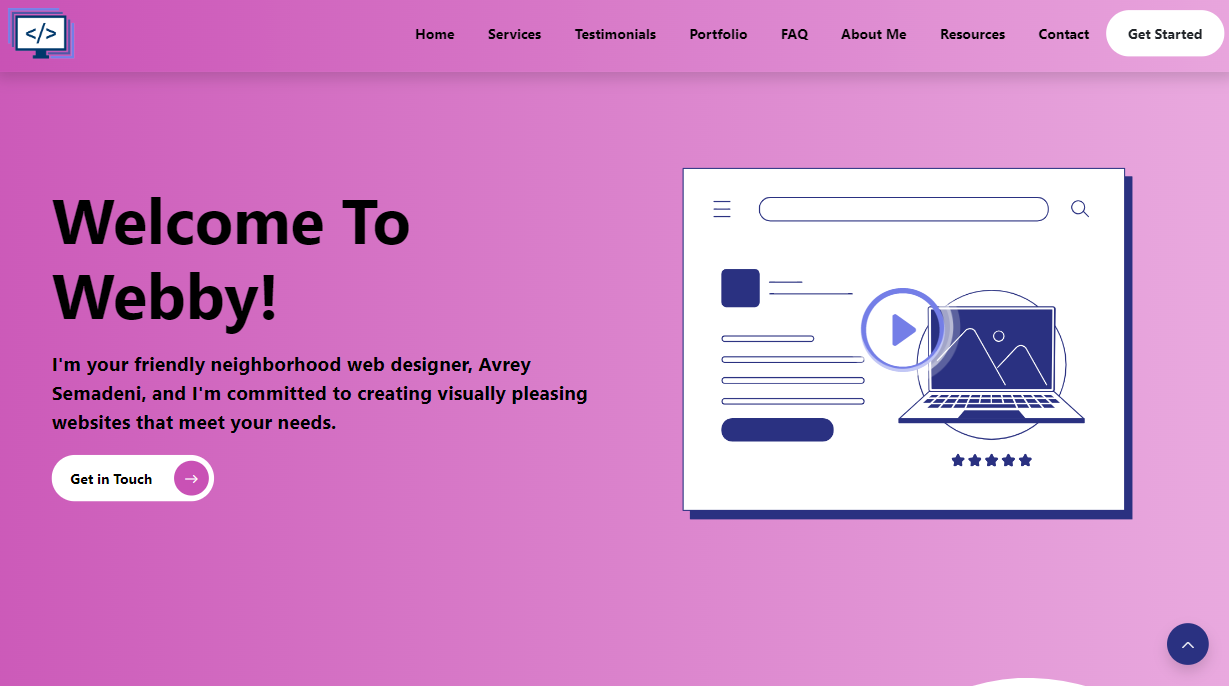 </>
Home
Services
Testimonials
Portfolio
FAQ
About Me
Resources
Contact
Get Started
Welcome To
Webby!
I'm your friendly neighborhood web designer, Avrey
Semadeni, and I'm committed to creating visually pleasing
websites that meet your needs.
Get in Touch